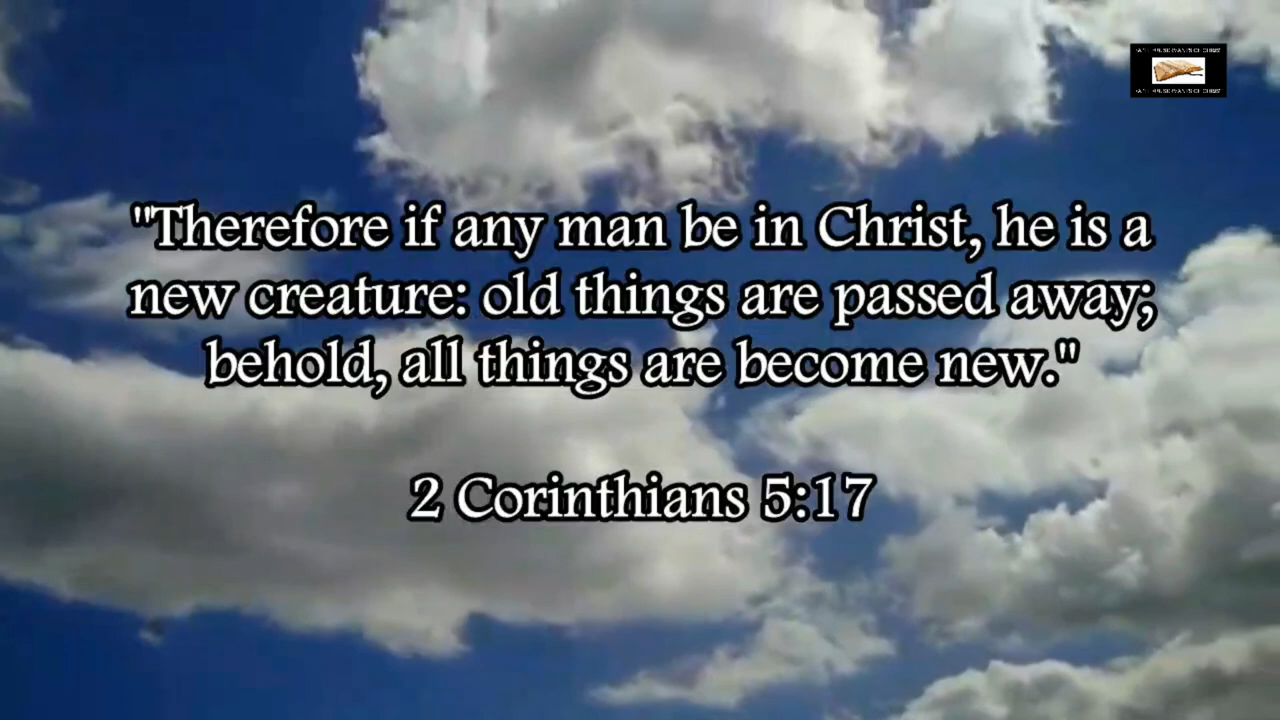 "Therefore if any man be in Christ, he is a
new creature: old things are passed away;
behold, all things are become new."
2 Corinthians 5:17